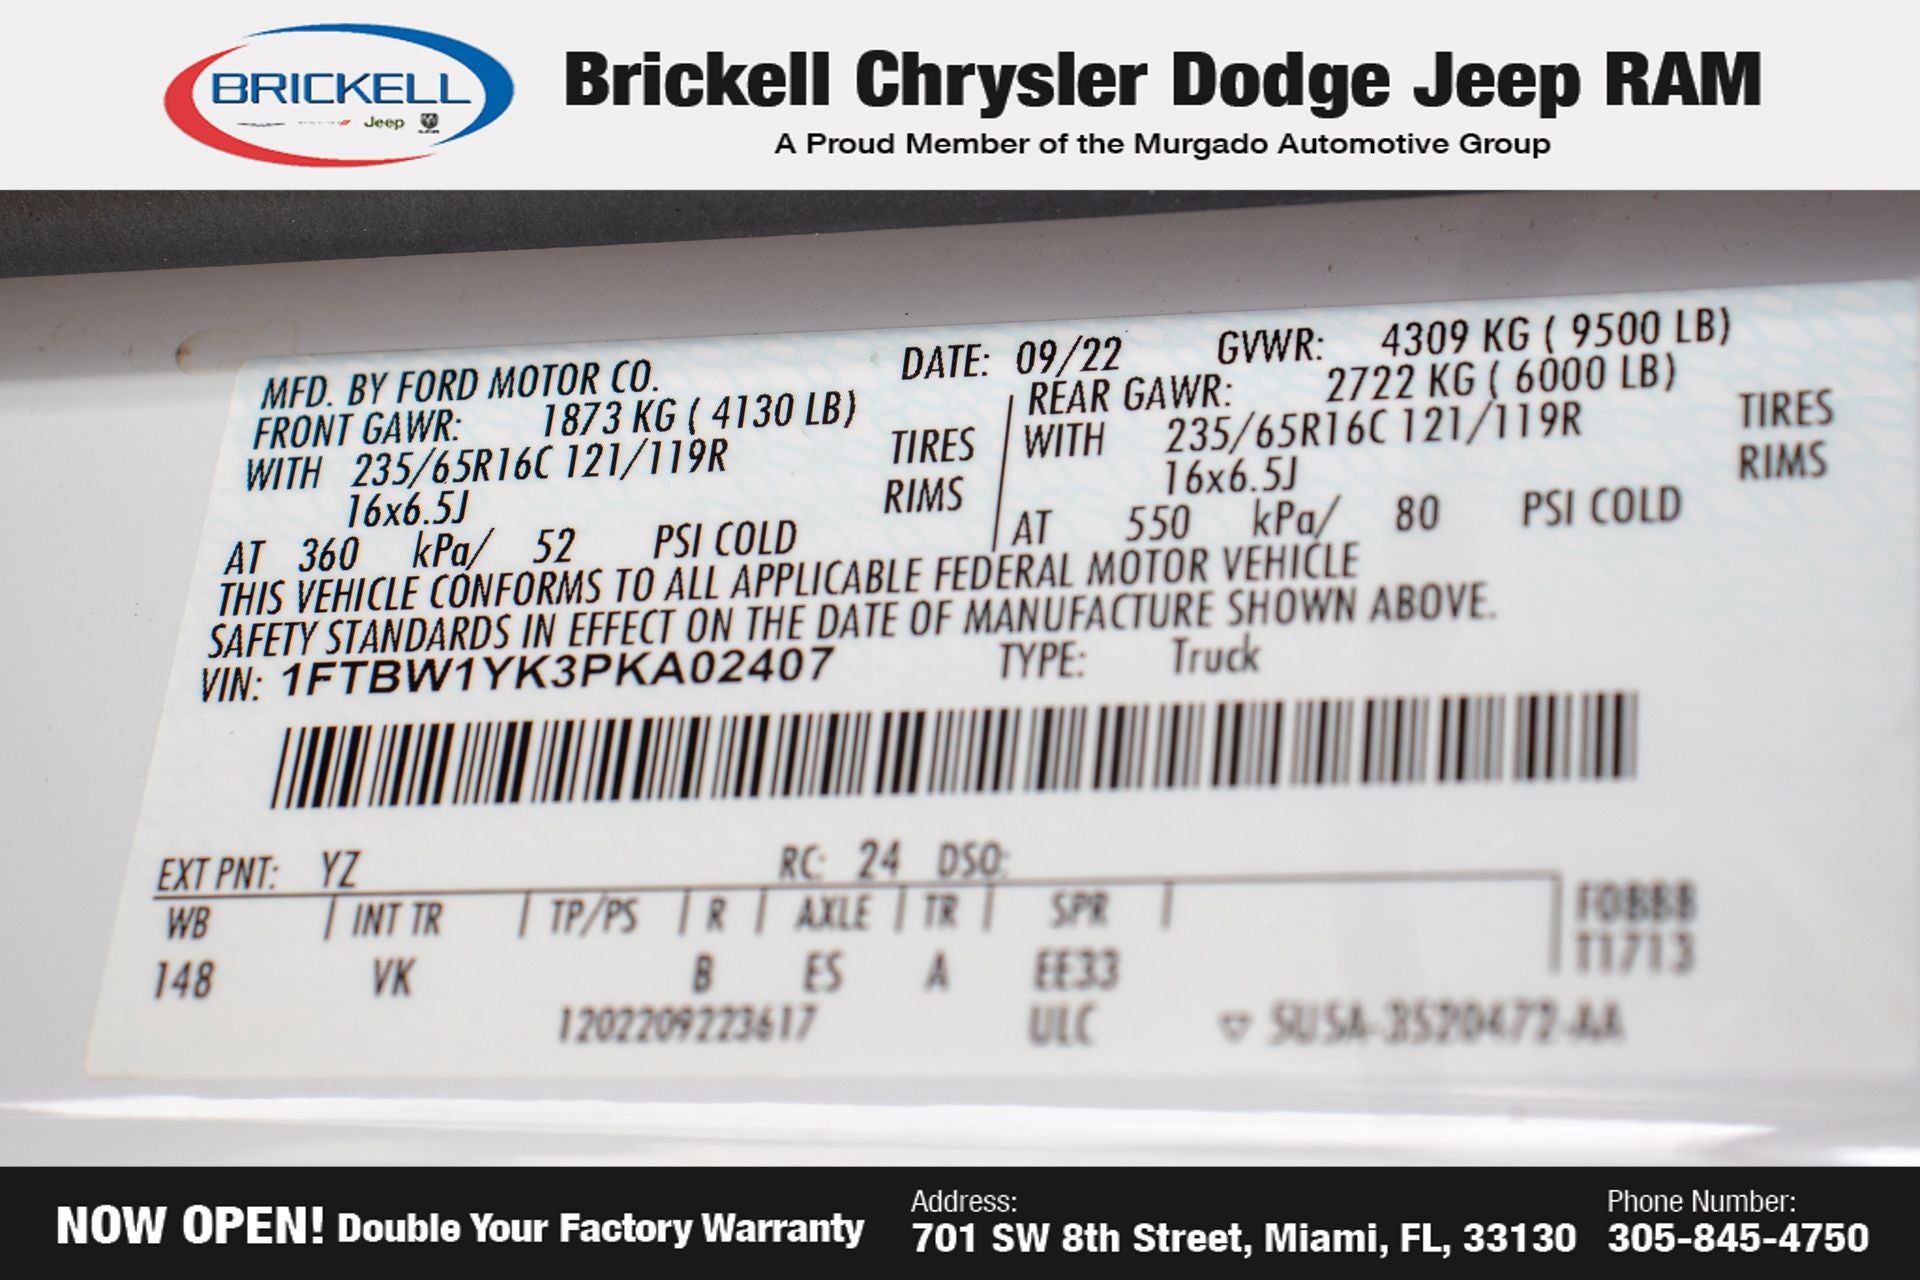 BRICKELL
Jeep
Brickell Chrysler Dodge Jeep RAM
A Proud Member of the Murgado Automotive Group
MFD. BY FORD MOTOR CO. DATE: 09/22 GVWR: 4309 KG ( 9500 LB)
FRONT GAWR: 1873 KG ( 4130 LB) REAR GAWR: 2722 KG ( 6000 LB)
WITH 235/65R16C 121/119R TIRES WITH 235/65R16C 121/119R TIRES
16x6.5J RIMS 16x6.5J RIMS
AT 360 kPa/ 52 PSI COLD AT 550 kPa/ 80 PSI COLD
THIS VEHICLE CONFORMS TO ALL APPLICABLE FEDERAL MOTOR VEHICLE
SAFETY STANDARDS IN EFFECT ON THE DATE OF MANUFACTURE SHOWN ABOVE.
VIN: 1FTBW1YK3PKA02407 TYPE: Truck
EXT PNT: YZ RC: 24 DSO:
WB INT TR TP/PS R AXLE TR SPR
148 VK B ES A EE33
T1713
1202209223617 ULC 5U5A-3520472-AA
NOW OPEN! Double Your Factory Warranty
Address:
701 SW 8th Street, Miami, FL, 33130
Phone Number:
305-845-4750